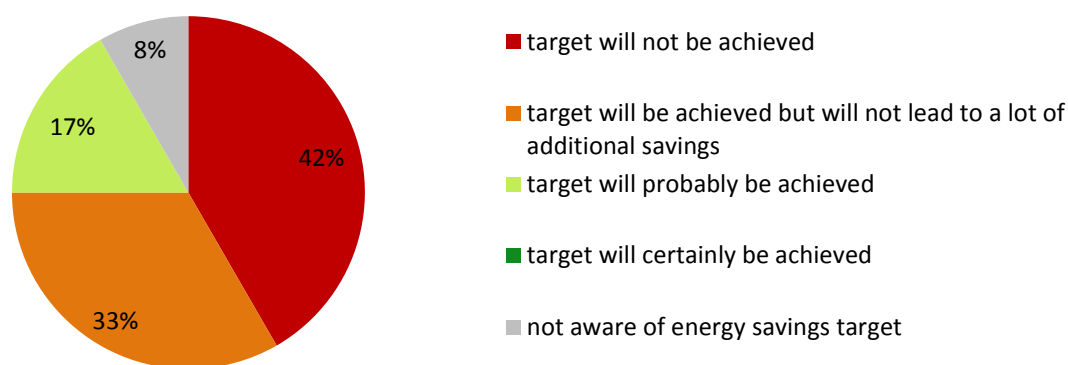 8%
17%
42%
33%
target will not be achieved
target will be achieved but will not lead to a lot of
additional savings
target will probably be achieved
target will certainly be achieved
not aware of energy savings target